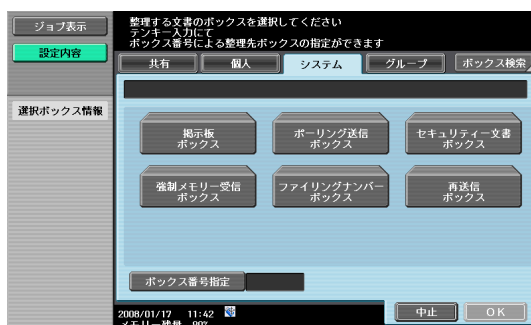 ジョブ表示
設定内容
選択ボックス情報
整理する文書のボックスを選択してください
テンキー入力にて
ボックス番号による整理先ボックスの指定ができます
共有 個人 システム グループ ボックス検索
掲示板
ボックス
ポーリング送信
ボックス
セキュリティー文書
ボックス
強制メモリー受信
ボックス
ファイリングナンバー
ボックス
再送信
ボックス
ボックス番号指定
2008/01/17 11:42
メモリー残量 99%
中止 OK